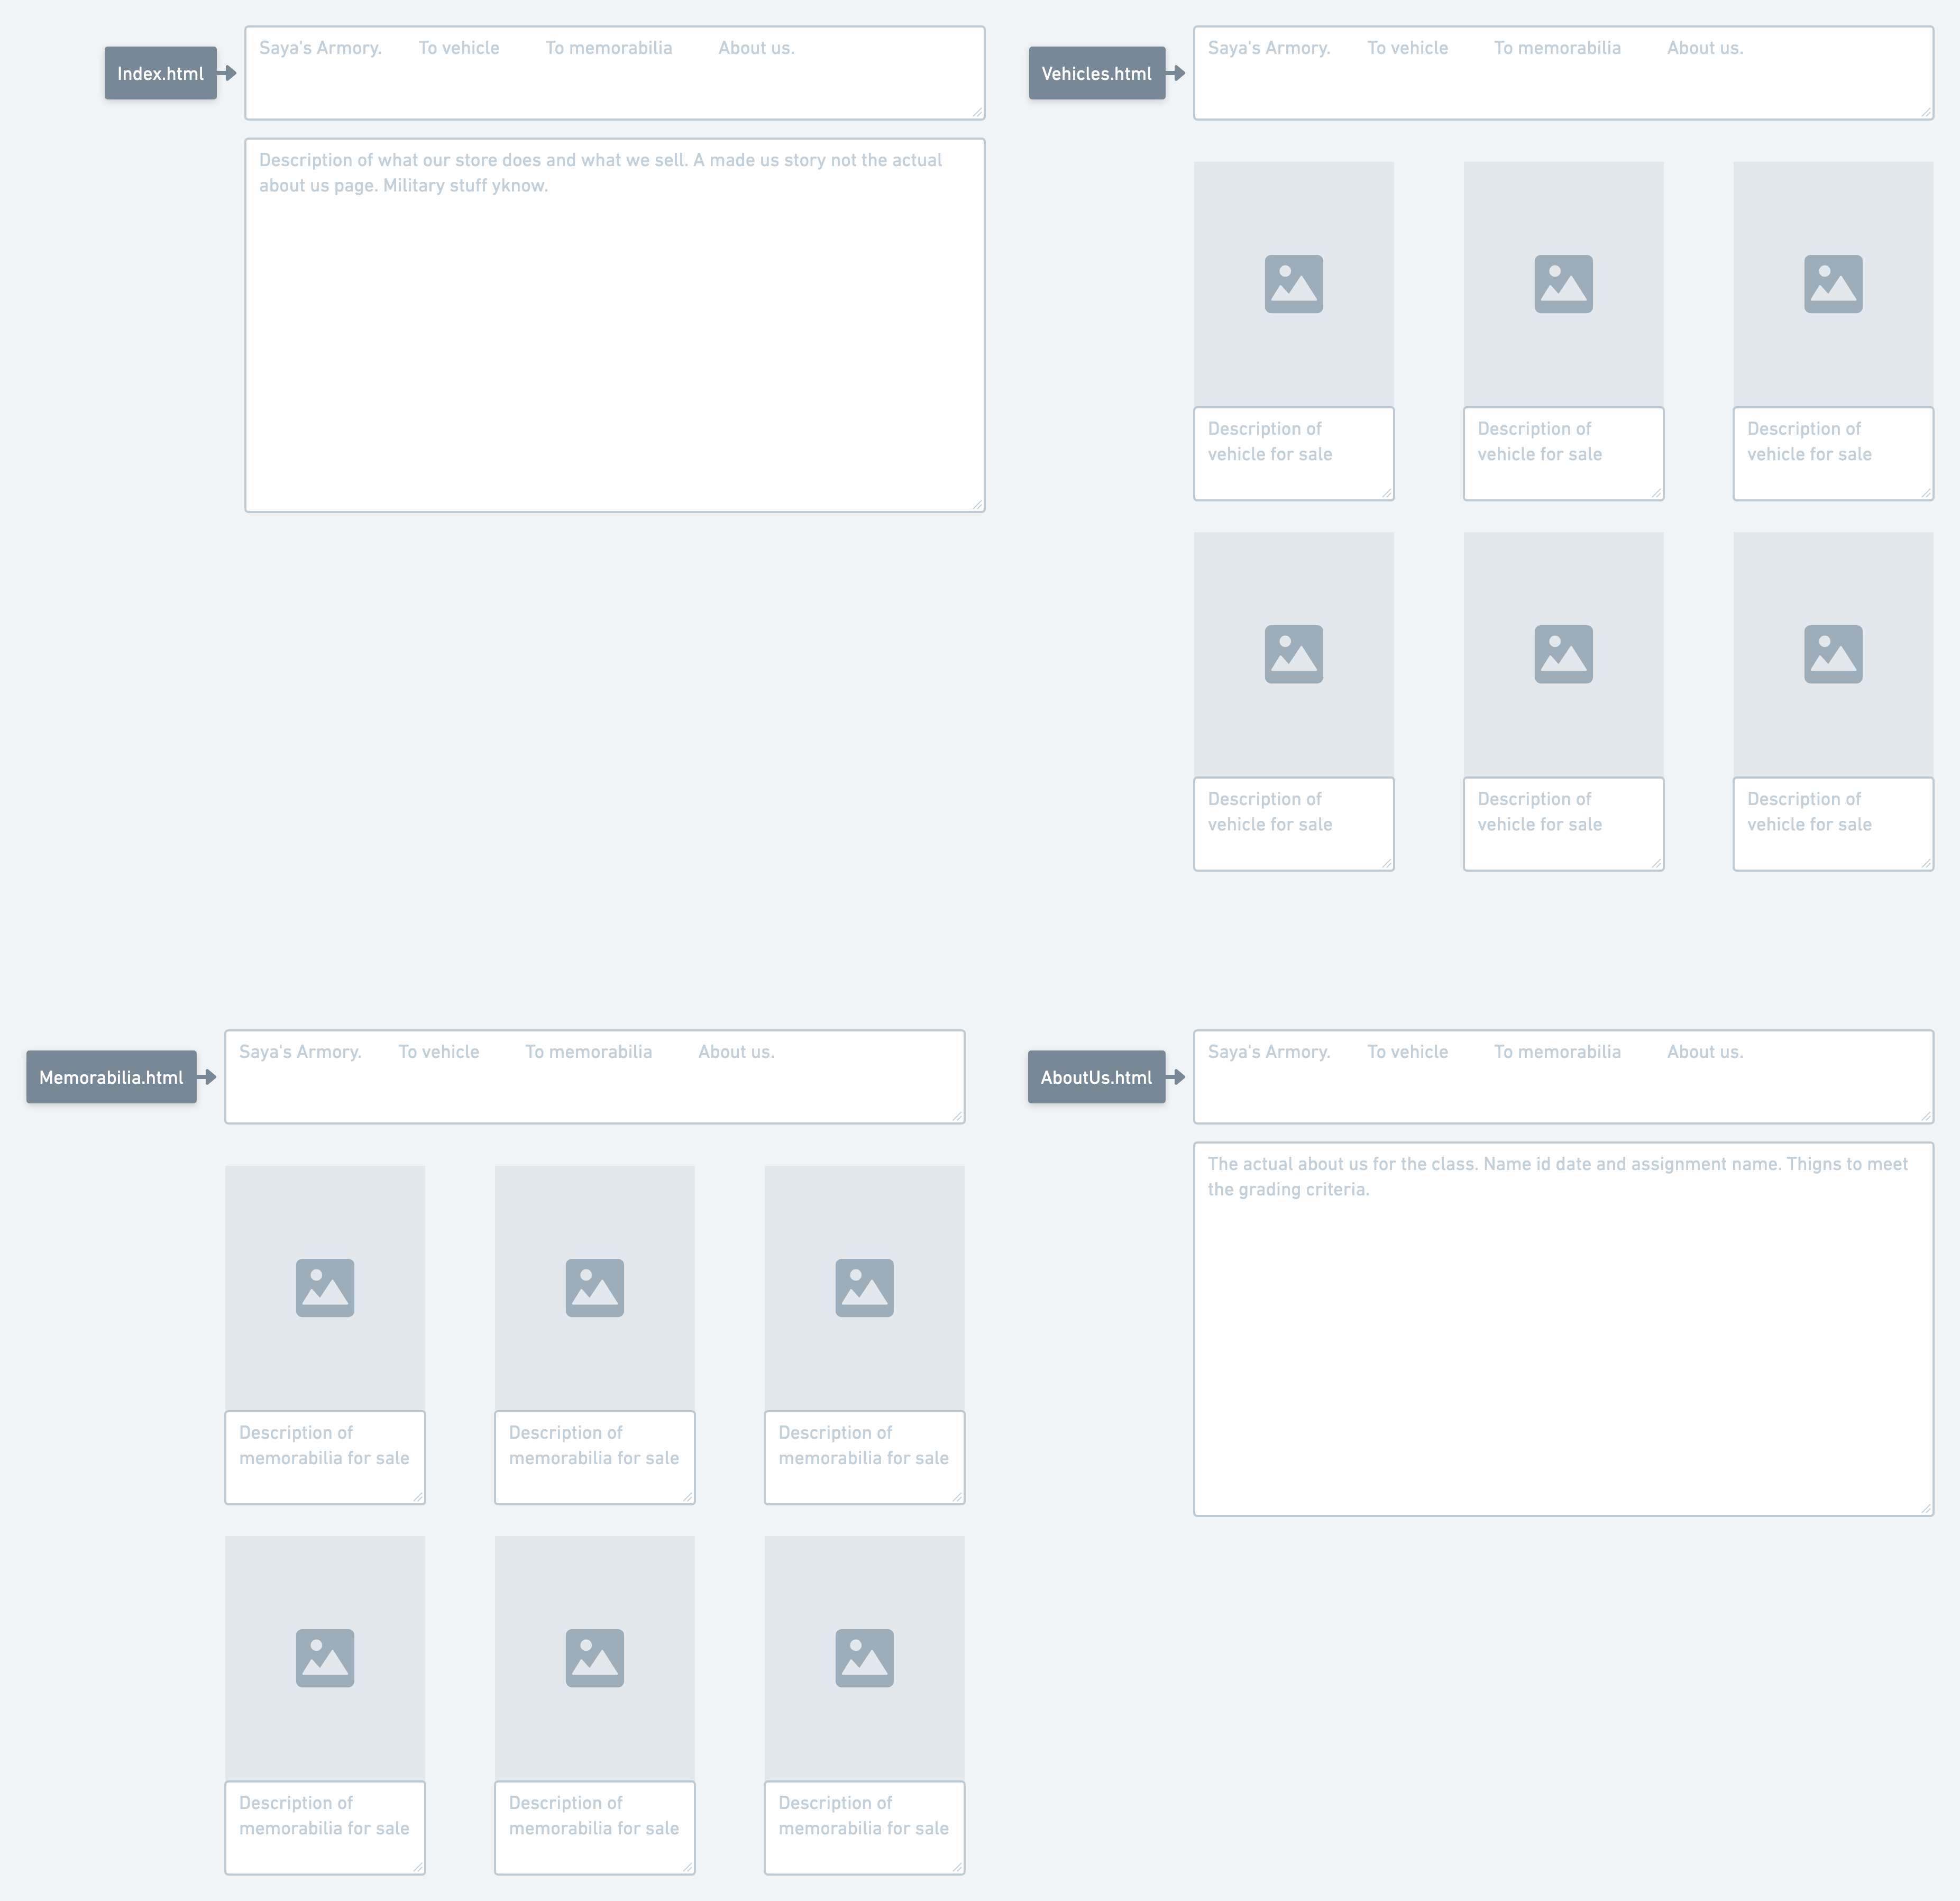 Index.html
Saya's Armory. To vehicle To memorabilia About us.
Description of what our store does and what we sell. A made us story not the actual
about us page. Military stuff yknow.
Vehicles.html
Saya's Armory. To vehicle To memorabilia About us.
Description of
vehicle for sale
Description of
vehicle for sale
Description of
vehicle for sale
Description of
vehicle for sale
Description of
vehicle for sale
Description of
vehicle for sale
Memorabilia.html
Saya's Armory. To vehicle To memorabilia About us.
Description of
memorabilia for sale
Description of
memorabilia for sale
Description of
memorabilia for sale
Description of
memorabilia for sale
Description of
memorabilia for sale
Description of
memorabilia for sale
AboutUs.html
Saya's Armory. To vehicle To memorabilia About us.
The actual about us for the class. Name id date and assignment name. Thigns to meet
the grading criteria.